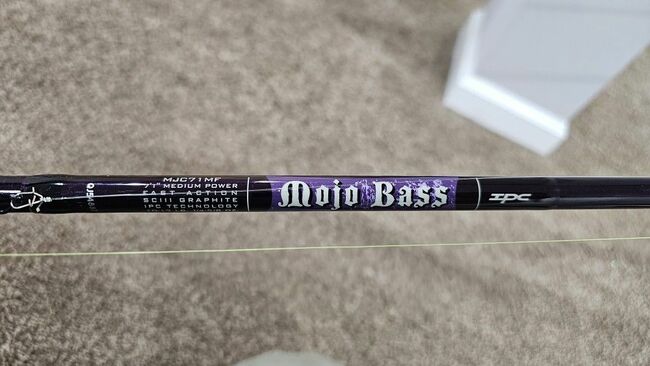 MJC71MF
7'1" MEDIUM POWER
FAST ACTION
SCIII GRAPHITE
IPC TECHNOLOGY
Mojo Bass
IPC